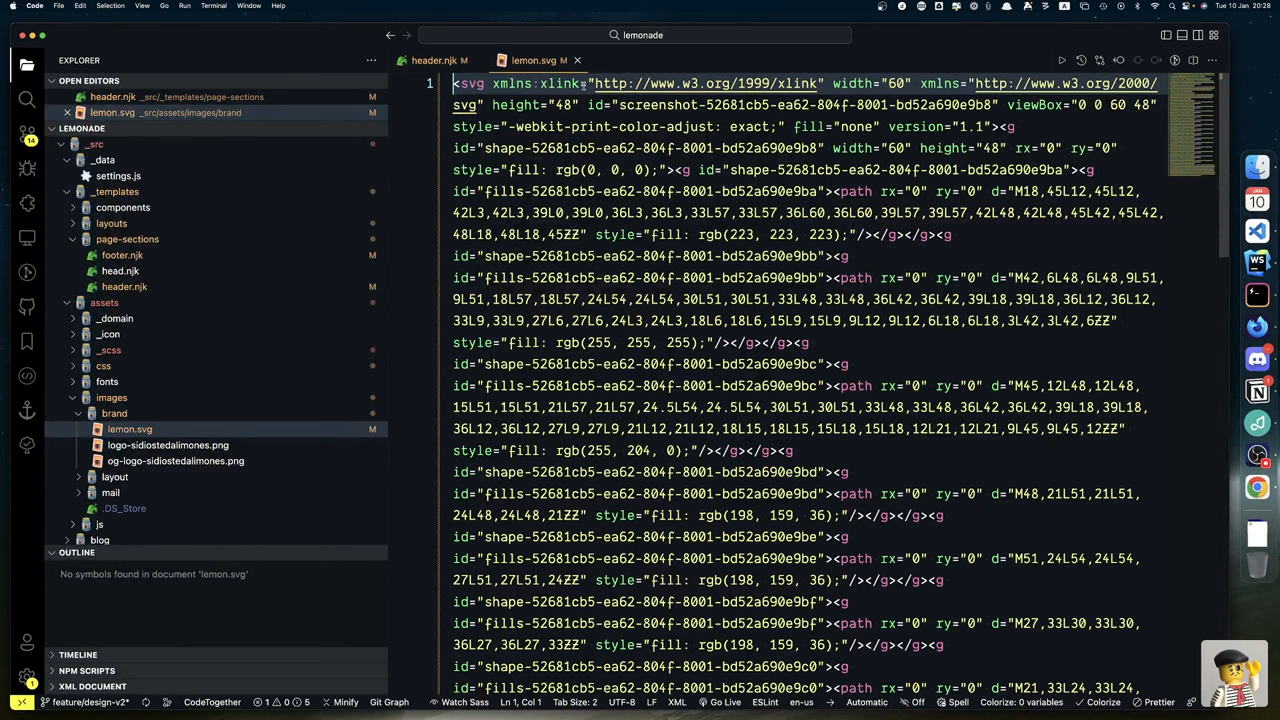 Code File Edit Selection View Go Run Terminal Window Help
Tue 10 Jan 20:28
lemonade
EXPLORER
OPEN EDITORS
header.njk _src/_templates/page-sections
lemon.svg _src/assets/images/brand
LEMONADE
_src
_data
settings.js
_templates
components
layouts
page-sections
footer.njk M
head.njk
header.njk M
assets
_domain
_icon
_scss
css
fonts
images
brand
lemon.svg M
logo-sidiostedalimones.png
og-logo-sidiostedalimones.png
layout
mail
.DS_Store
js
blog
OUTLINE
No symbols found in document 'lemon.svg'
TIMELINE
NPM SCRIPTS
XML DOCUMENT
14
1
header.njk M
lemon.svg M
1
<svg xmlns:xlink="http://www.w3.org/1999/xlink" width="60" xmlns="http://www.w3.org/2000/
svg" height="48" id="screenshot-52681cb5-ea62-804f-8001-bd52a690e9b8" viewBox="0 0 60 48"
style="-webkit-print-color-adjust: exact;" fill="none" version="1.1"><g
id="shape-52681cb5-ea62-804f-8001-bd52a690e9b8" width="60" height="48" rx="0" ry="0"
style="fill: rgb(0, 0, 0);"><g id="shape-52681cb5-ea62-804f-8001-bd52a690e9ba"><g
id="fills-52681cb5-ea62-804f-8001-bd52a690e9ba"><path rx="0" ry="0" d="M18,45L12,45L12,
42L3,42L3,39L0,39L0,36L3,36L3,33L57,33L57,36L60,36L60,39L57,39L57,42L48,42L48,45L42,45L42,
48L18,48L18,45ZZ" style="fill: rgb(223, 223, 223);"/></g></g><g
id="shape-52681cb5-ea62-804f-8001-bd52a690e9bb"><g
id="fills-52681cb5-ea62-804f-8001-bd52a690e9bb"><path rx="0" ry="0" d="M42,6L48,6L48,9L51,
9L51,18L57,18L57,24L54,24L54,30L51,30L51,33L48,33L48,36L42,36L42,39L18,39L18,36L12,36L12,
33L9,33L9,27L6,27L6,24L3,24L3,18L6,18L6,15L9,15L9,9L12,9L12,6L18,6L18,3L42,3L42,6ZZ"
style="fill: rgb(255, 255, 255);"/></g></g><g
id="shape-52681cb5-ea62-804f-8001-bd52a690e9bc"><g
id="fills-52681cb5-ea62-804f-8001-bd52a690e9bc"><path rx="0" ry="0" d="M45,12L48,12L48,
15L51,15L51,21L57,21L57,24.5L54,24.5L54,30L51,30L51,33L48,33L48,36L42,36L42,39L18,39L18,
36L12,36L12,27L9,27L9,21L12,21L12,18L15,18L15,15L18,15L18,12L21,12L21,9L45,9L45,12ZZ"
style="fill: rgb(255, 204, 0);"/></g></g><g
id="shape-52681cb5-ea62-804f-8001-bd52a690e9bd"><g
id="fills-52681cb5-ea62-804f-8001-bd52a690e9bd"><path rx="0" ry="0" d="M48,21L51,21L51,
24L48,24L48,21ZZ" style="fill: rgb(198, 159, 36);"/></g></g><g
id="shape-52681cb5-ea62-804f-8001-bd52a690e9be"><g
id="fills-52681cb5-ea62-804f-8001-bd52a690e9be"><path rx="0" ry="0" d="M51,24L54,24L54,
27L51,27L51,24ZZ" style="fill: rgb(198, 159, 36);"/></g></g><g
id="shape-52681cb5-ea62-804f-8001-bd52a690e9bf"><g
id="fills-52681cb5-ea62-804f-8001-bd52a690e9bf"><path rx="0" ry="0" d="M27,33L30,33L30,
36L27,36L27,33ZZ" style="fill: rgb(198, 159, 36);"/></g></g><g
id="shape-52681cb5-ea62-804f-8001-bd52a690e9c0"><g
id="fills-52681cb5-ea62-804f-8001-bd52a690e9c0"><path rx="0" ry="0" d="M21,33L24,33L24,
feature/design-v2* CodeTogether 1 0 5 Minify Git Graph Watch Sass Ln 1, Col 1 Tab Size: 2 UTF-8 LF XML Go Live ESLint en-us Automatic Off Spell Colorize: 0 variables Colorize Prettier